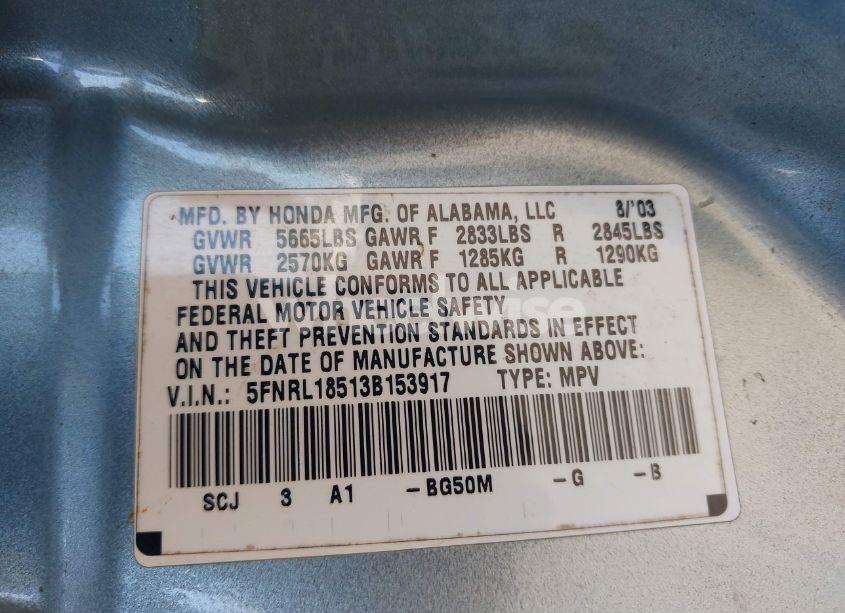 MFD. BY HONDA MFG. OF ALABAMA, LLC 8/'03
GVWR 5665LBS GAWR F 2833LBS R 2845LBS
GVWR 2570KG GAWR F 1285KG R 1290KG
THIS VEHICLE CONFORMS TO ALL APPLICABLE
FEDERAL MOTOR VEHICLE SAFETY
AND THEFT PREVENTION STANDARDS IN EFFECT
ON THE DATE OF MANUFACTURE SHOWN ABOVE:
V.I.N.: 5FNRL18513B153917 TYPE: MPV
SCJ 3 A1 -BG50M -G -B